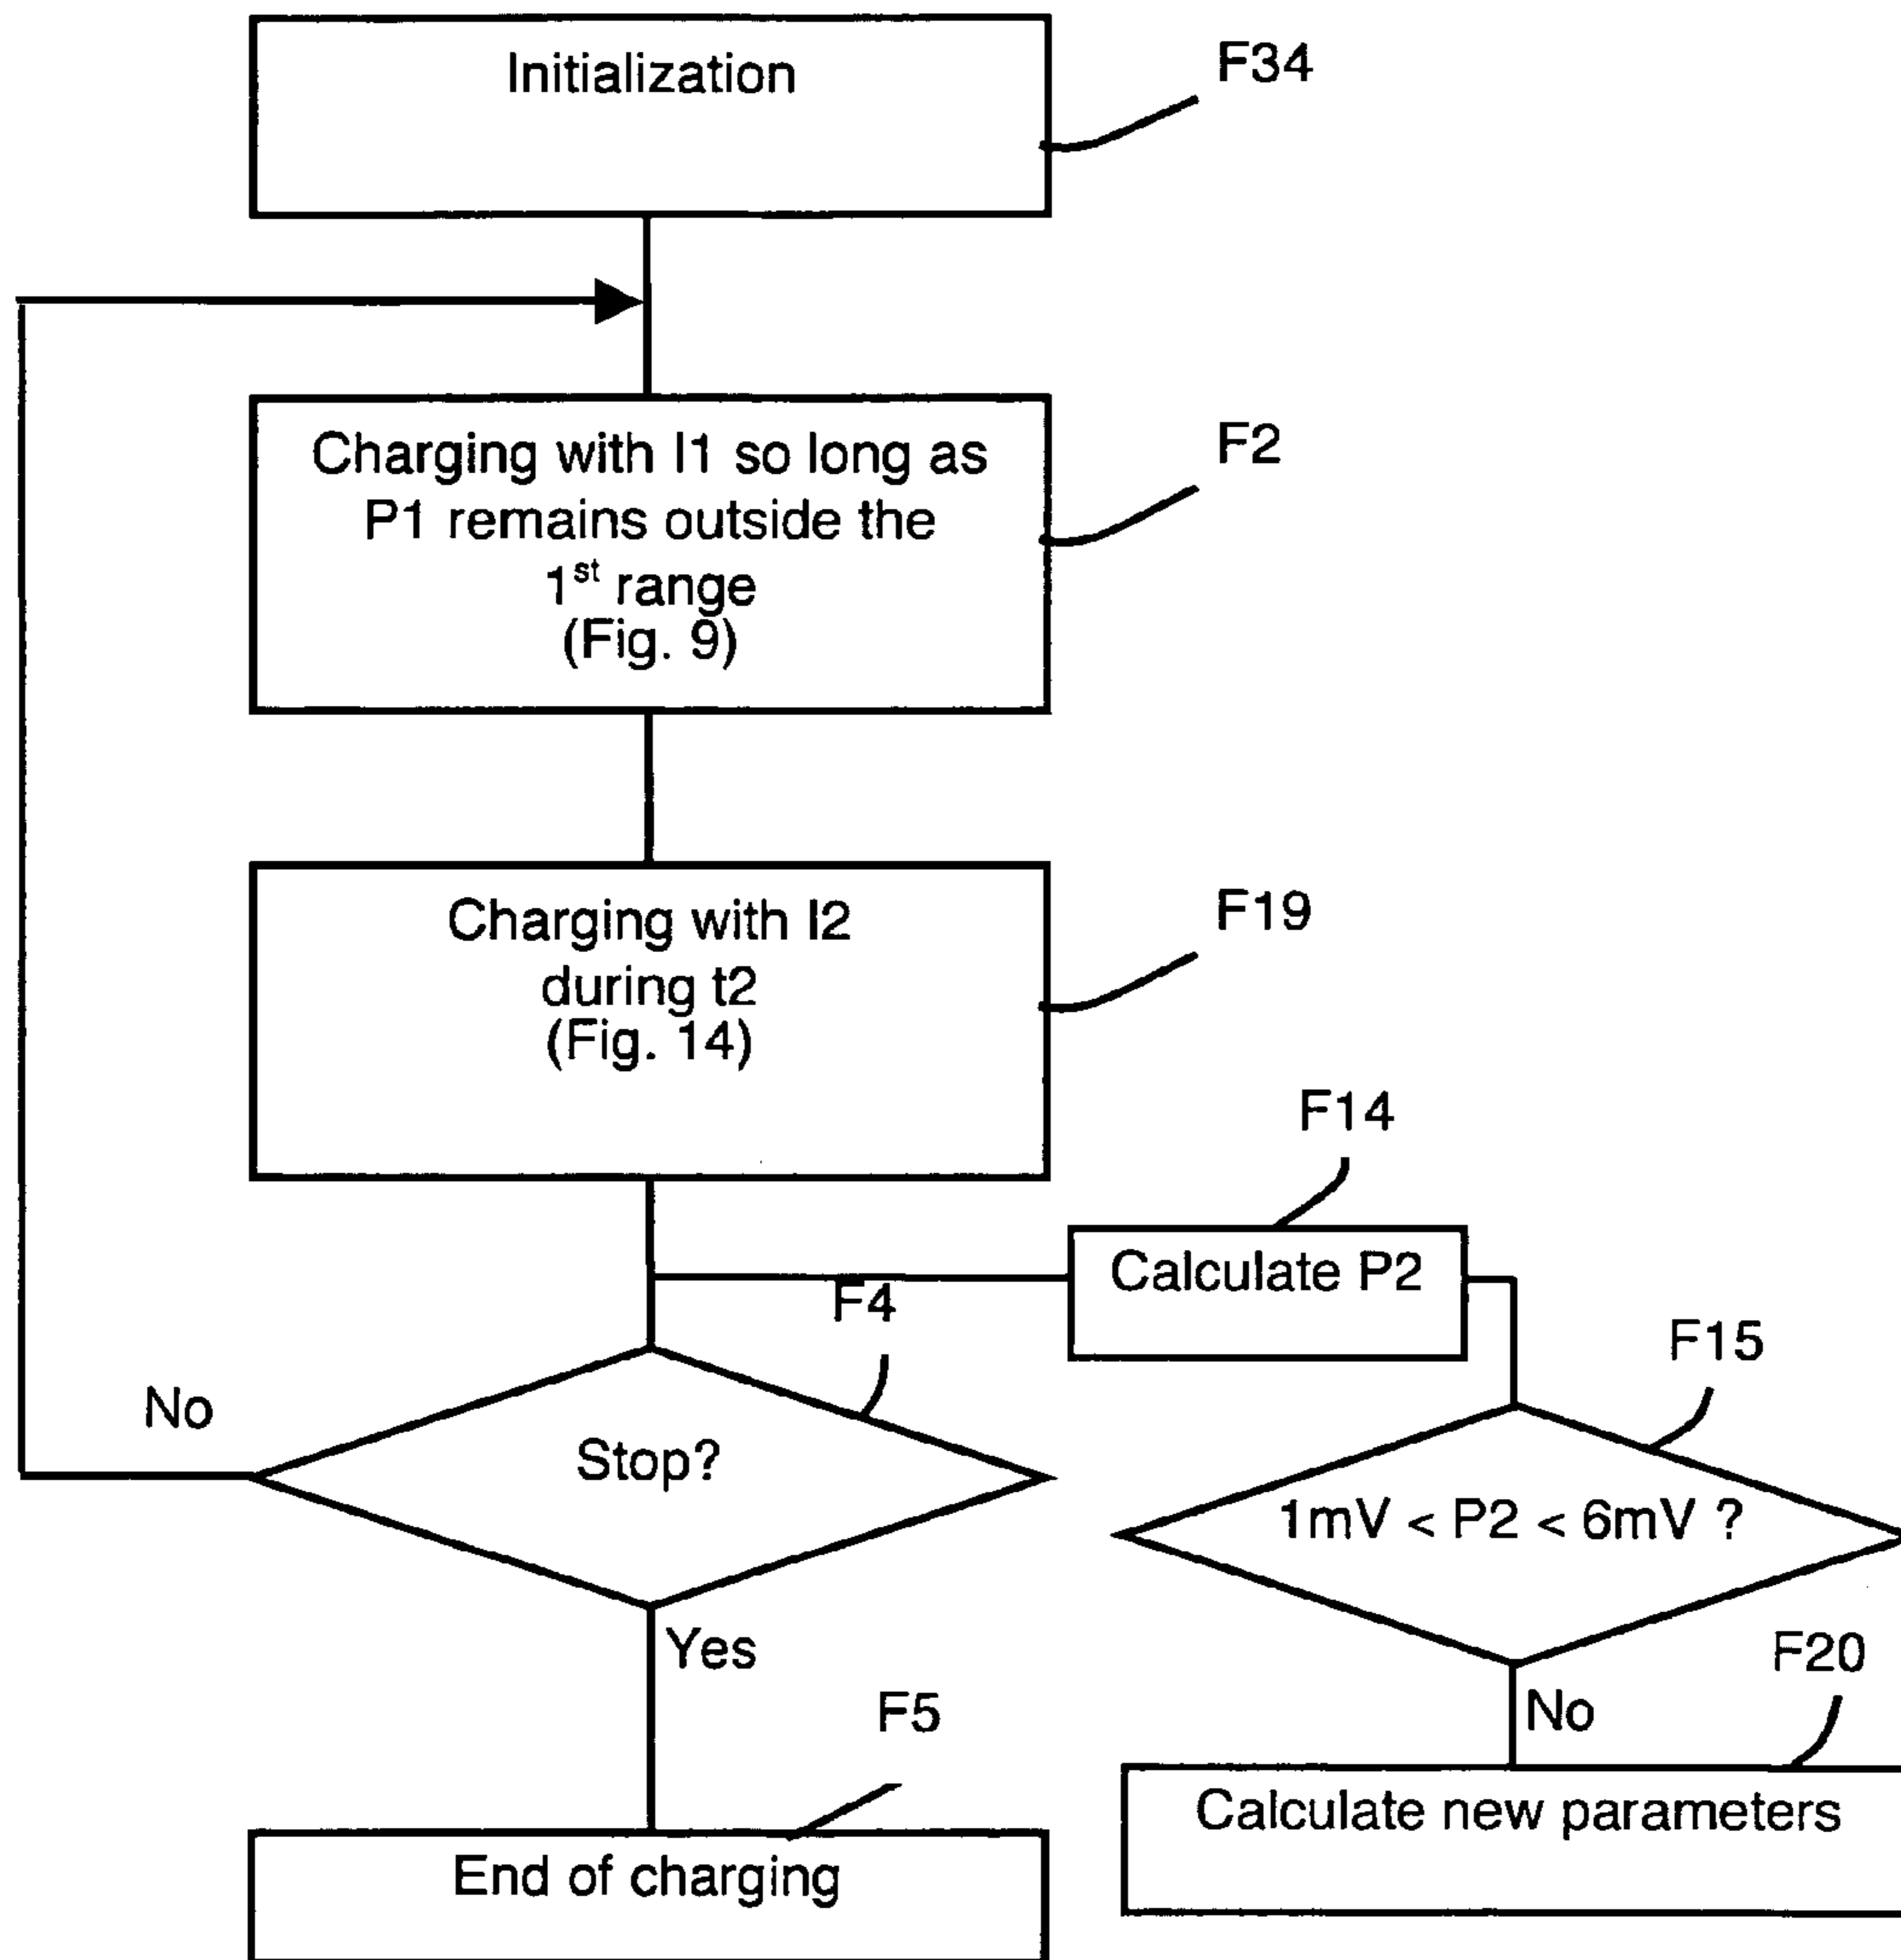 Initialization
F34
Charging with I1 so long as
P1 remains outside the
1st range
(Fig. 9)
F2
Charging with I2
during t2
(Fig. 14)
F19
F14
Calculate P2
F4
F15
No
Stop?
1mV < P2 < 6mV ?
Yes
F20
No
F5
Calculate new parameters
End of charging